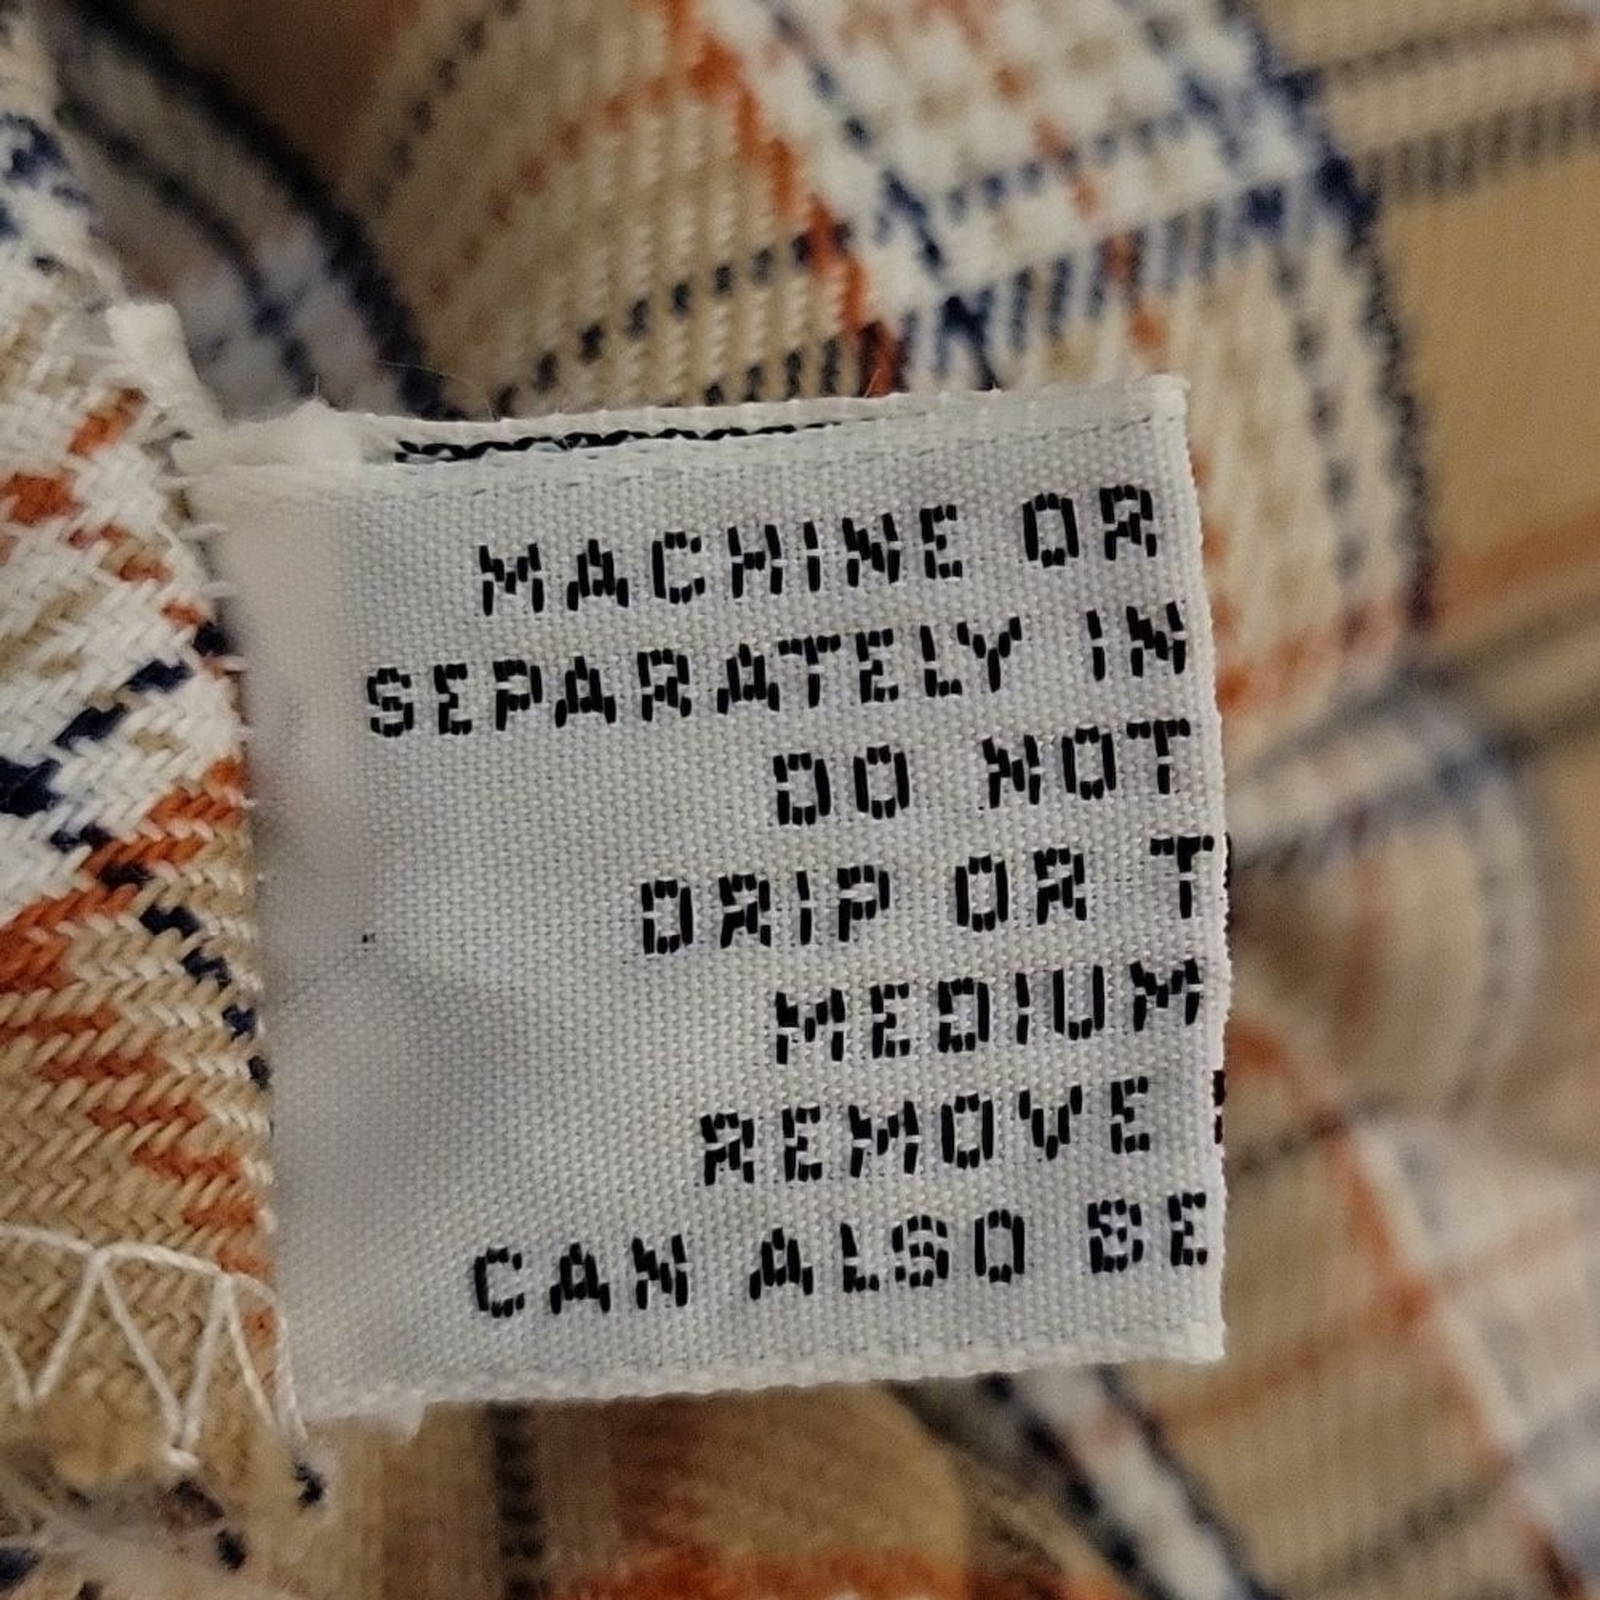 MACHINE OR
SEPARATELY IN
DO NOT
DRIP OR T
MEDIUM
REMOVE
CAN ALSO BE